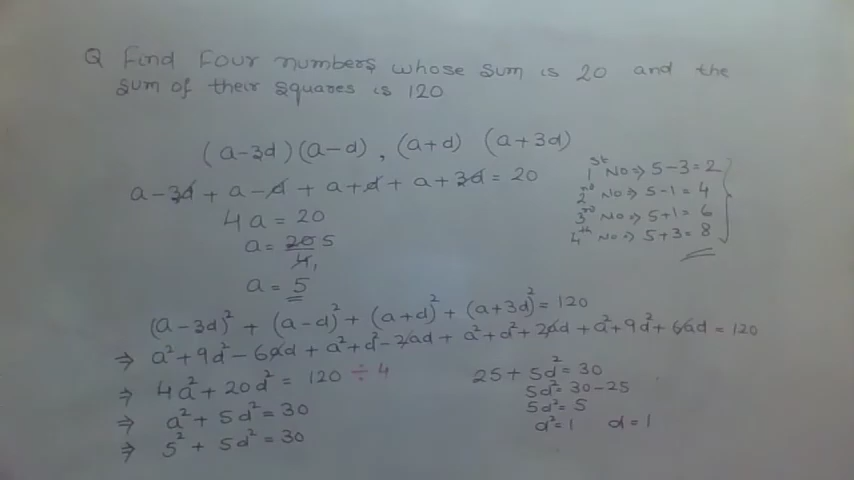 Q Find Four numbers whose sum is 20 and the
sum of their squares is 120
(a-3d) (a-d), (a+d) (a+3d)
a-3d + a-d + a+d + a+3d = 20
4a = 20
a = 20/4 5 1
a = 5
1st No ⇒ 5-3 = 2
2nd No ⇒ 5-1 = 4
3rd No ⇒ 5+1 = 6
4th No ⇒ 5+3 = 8
(a-3d)² + (a-d)² + (a+d)² + (a+3d)² = 120
⇒ a²+9d²-6ad + a²+d²-2ad + a²+d²+2ad + a²+9d²+6ad = 120
⇒ 4a²+20d² = 120 ÷ 4
⇒ a² + 5d² = 30
⇒ 5² + 5d² = 30
25 + 5d² = 30
5d² = 30-25
5d² = 5
d² = 1 d = 1